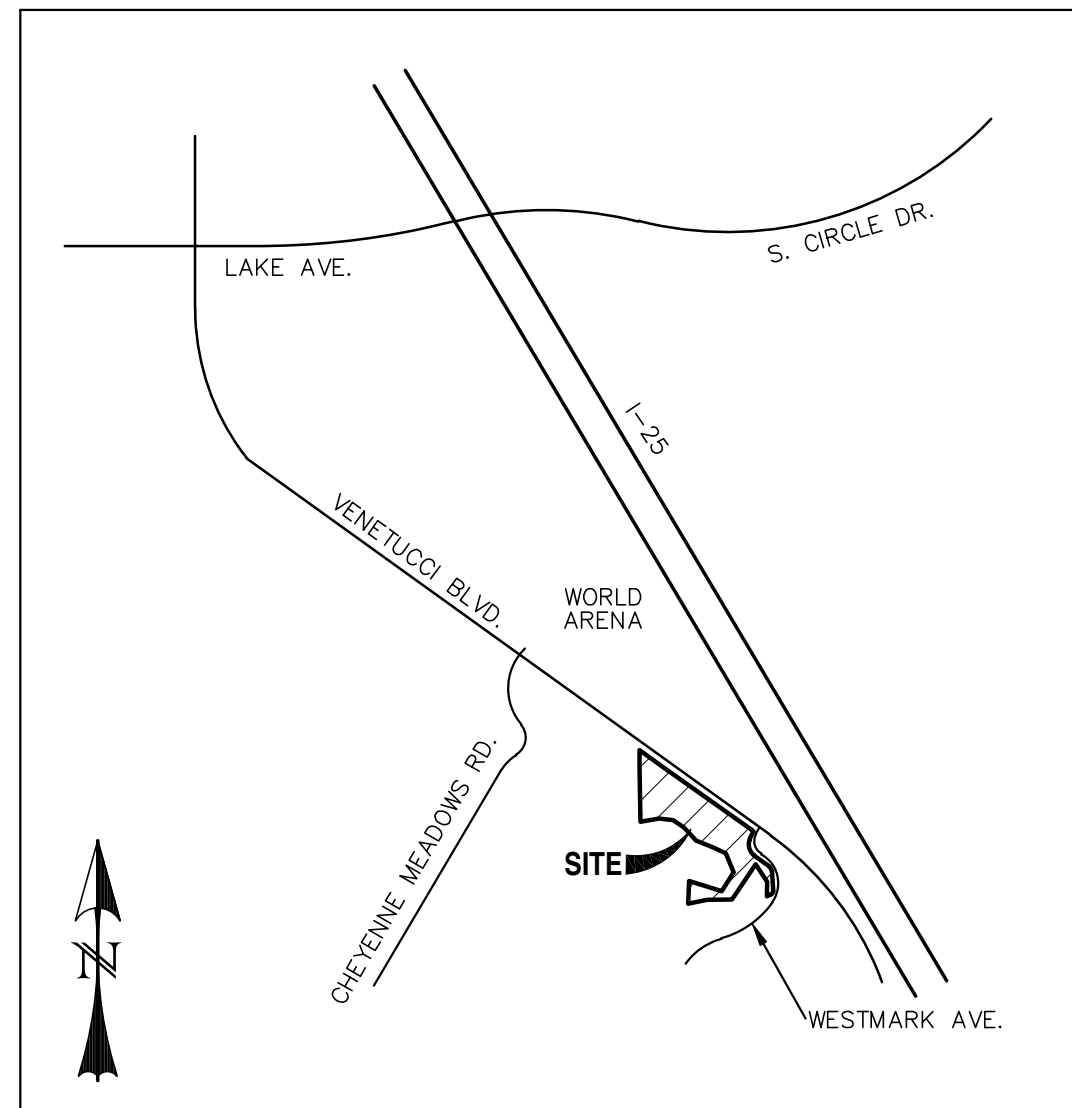 LAKE AVE.
S. CIRCLE DR.
I-25
VENETUCCI BLVD.
WORLD
ARENA
CHEYENNE MEADOWS RD.
SITE
N
WESTMARK AVE.